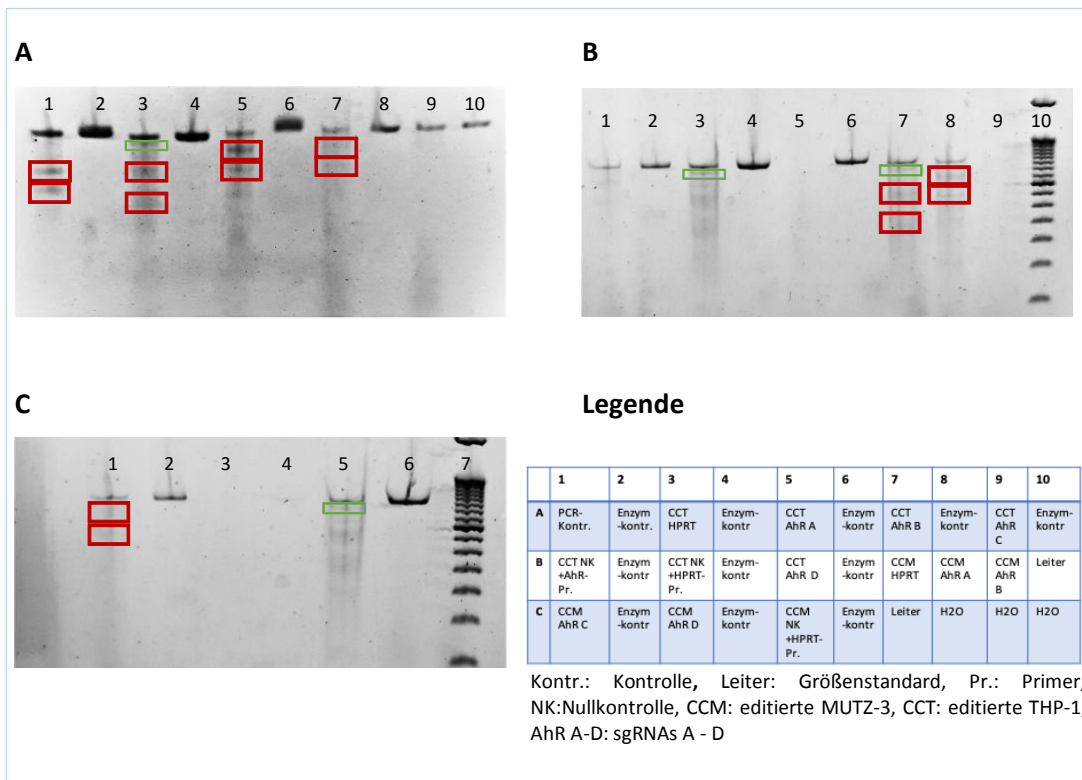 A
1 2 3 4 5 6 7 8 9 10
B
1 2 3 4 5 6 7 8 9 10
C
1 2 3 4 5 6 7
Legende
1 2 3 4 5 6 7 8 9 10
A PCR-Kontr. Enzym-kontr. CCT HPRT Enzym-kontr CCT AhR A Enzym-kontr CCT AhR B Enzym-kontr CCT AhR C Enzym-kontr
B CCT NK +AhR-Pr. Enzym-kontr CCT NK +HPRT-Pr. Enzym-kontr CCT AhR D Enzym-kontr CCM HPRT CCM AhR A CCM AhR B Leiter
C CCM AhR C Enzym-kontr CCM AhR D Enzym-kontr CCM NK +HPRT-Pr. Enzym-kontr Leiter H2O H2O H2O
Kontr.: Kontrolle, Leiter: Größenstandard, Pr.: Primer,
NK:Nullkontrolle, CCM: editierte MUTZ-3, CCT: editierte THP-1,
AhR A-D: sgRNAs A - D